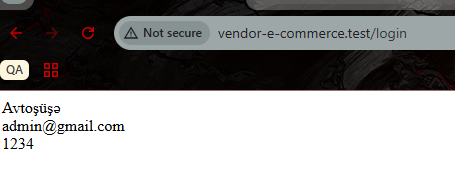 Not secure vendor-e-commerce.test/login
QA
Avtoşüşə
admin@gmail.com
1234